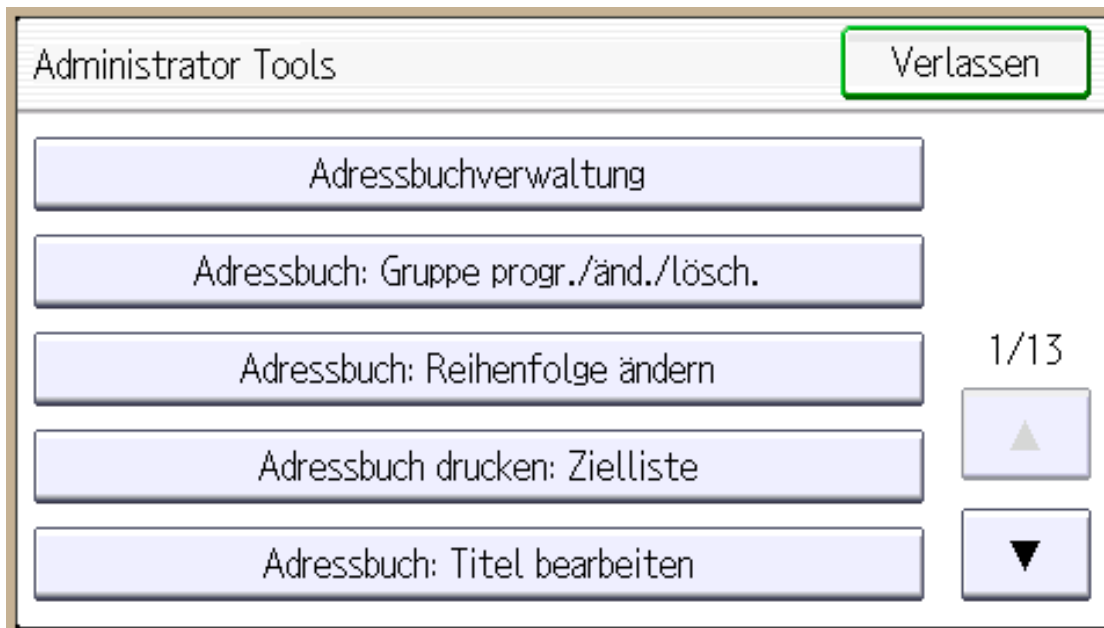 Administrator Tools
Verlassen
Adressbuchverwaltung
Adressbuch: Gruppe progr./änd./lösch.
Adressbuch: Reihenfolge ändern
1/13
▲
Adressbuch drucken: Zielliste
Adressbuch: Titel bearbeiten
▼